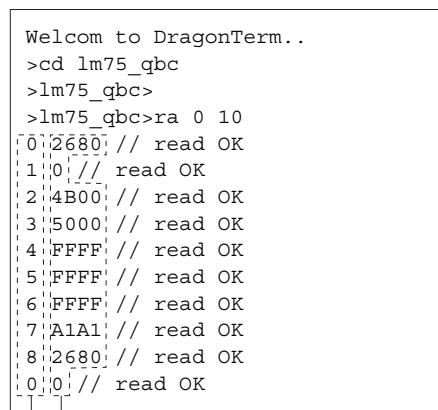 Welcom to DragonTerm..
>cd lm75_qbc
>lm75_qbc>
>lm75_qbc>ra 0 10
0 2680 // read OK
1 0 // read OK
2 4B00 // read OK
3 5000 // read OK
4 FFFF // read OK
5 FFFF // read OK
6 FFFF // read OK
7 A1A1 // read OK
8 2680 // read OK
0 0 // read OK